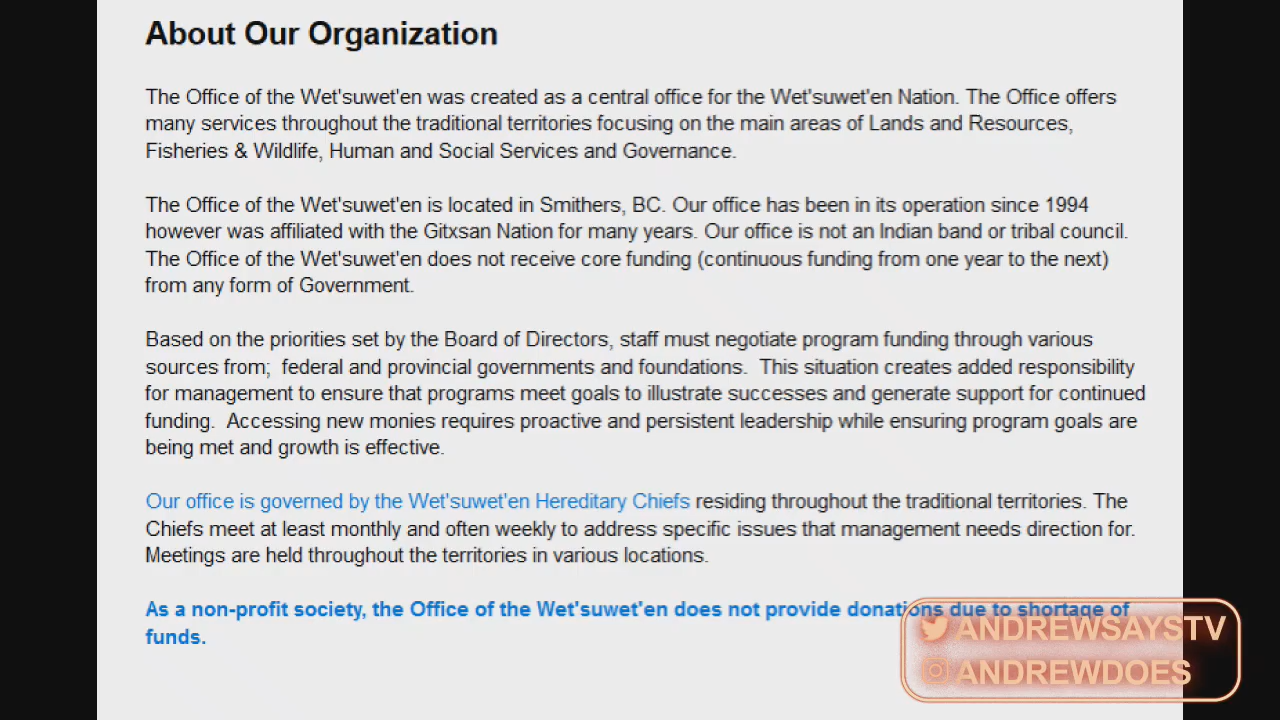 About Our Organization
The Office of the Wet'suwet'en was created as a central office for the Wet'suwet'en Nation. The Office offers
many services throughout the traditional territories focusing on the main areas of Lands and Resources,
Fisheries & Wildlife, Human and Social Services and Governance.
The Office of the Wet'suwet'en is located in Smithers, BC. Our office has been in its operation since 1994
however was affiliated with the Gitxsan Nation for many years. Our office is not an Indian band or tribal council.
The Office of the Wet'suwet'en does not receive core funding (continuous funding from one year to the next)
from any form of Government.
Based on the priorities set by the Board of Directors, staff must negotiate program funding through various
sources from;  federal and provincial governments and foundations.  This situation creates added responsibility
for management to ensure that programs meet goals to illustrate successes and generate support for continued
funding.  Accessing new monies requires proactive and persistent leadership while ensuring program goals are
being met and growth is effective.
Our office is governed by the Wet'suwet'en Hereditary Chiefs residing throughout the traditional territories. The
Chiefs meet at least monthly and often weekly to address specific issues that management needs direction for.
Meetings are held throughout the territories in various locations.
As a non-profit society, the Office of the Wet'suwet'en does not provide donations due to shortage of
funds.
ANDREWSAYSTV
ANDREWDOES